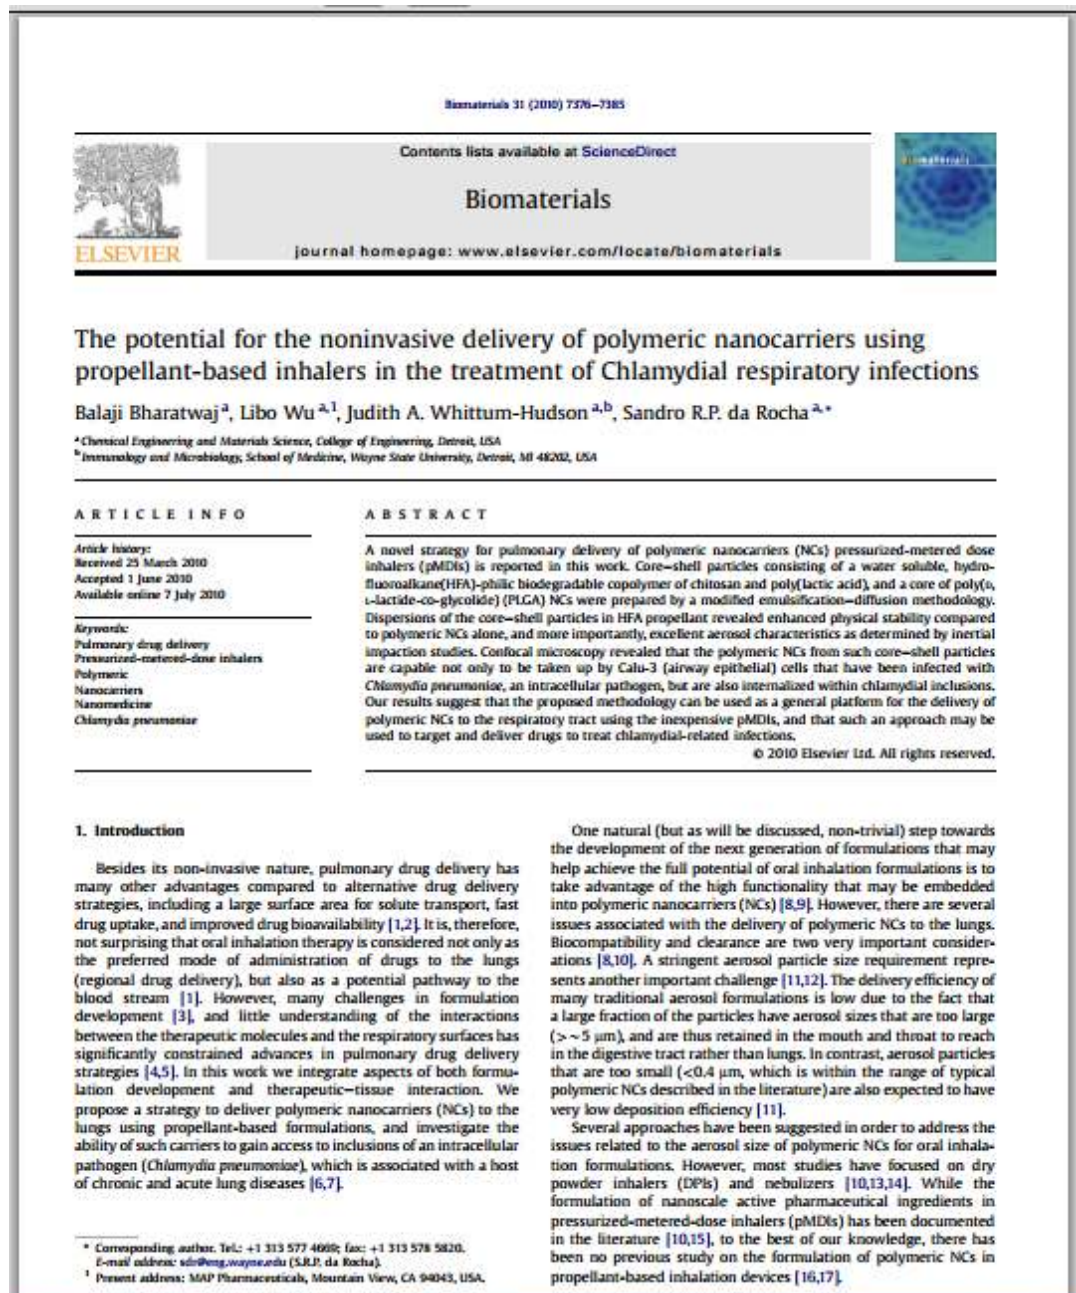 Biomaterials 31 (2010) 7376–7385
Contents lists available at ScienceDirect
Biomaterials
journal homepage: www.elsevier.com/locate/biomaterials
ELSEVIER
Biomaterials
The potential for the noninvasive delivery of polymeric nanocarriers using
propellant-based inhalers in the treatment of Chlamydial respiratory infections
Balaji Bharatwaj a, Libo Wu a,1, Judith A. Whittum-Hudson a,b, Sandro R.P. da Rocha a,*
a Chemical Engineering and Materials Science, College of Engineering, Detroit, USA
b Immunology and Microbiology, School of Medicine, Wayne State University, Detroit, MI 48202, USA
ARTICLE INFO
Article history:
Received 25 March 2010
Accepted 1 June 2010
Available online 7 July 2010
Keywords:
Pulmonary drug delivery
Pressurized-metered-dose inhalers
Polymeric
Nanocarriers
Nanomedicine
Chlamydia pneumoniae
ABSTRACT
A novel strategy for pulmonary delivery of polymeric nanocarriers (NCs) pressurized-metered dose
inhalers (pMDIs) is reported in this work. Core–shell particles consisting of a water soluble, hydro-
fluoroalkane(HFA)-philic biodegradable copolymer of chitosan and poly(lactic acid), and a core of poly(D,
L-lactide-co-glycolide) (PLGA) NCs were prepared by a modified emulsification–diffusion methodology.
Dispersions of the core–shell particles in HFA propellant revealed enhanced physical stability compared
to polymeric NCs alone, and more importantly, excellent aerosol characteristics as determined by inertial
impaction studies. Confocal microscopy revealed that the polymeric NCs from such core–shell particles
are capable not only to be taken up by Calu-3 (airway epithelial) cells that have been infected with
Chlamydia pneumoniae, an intracellular pathogen, but are also internalized within chlamydial inclusions.
Our results suggest that the proposed methodology can be used as a general platform for the delivery of
polymeric NCs to the respiratory tract using the inexpensive pMDIs, and that such an approach may be
used to target and deliver drugs to treat chlamydial-related infections.
© 2010 Elsevier Ltd. All rights reserved.
1. Introduction
Besides its non-invasive nature, pulmonary drug delivery has
many other advantages compared to alternative drug delivery
strategies, including a large surface area for solute transport, fast
drug uptake, and improved drug bioavailability [1,2]. It is, therefore,
not surprising that oral inhalation therapy is considered not only as
the preferred mode of administration of drugs to the lungs
(regional drug delivery), but also as a potential pathway to the
blood stream [1]. However, many challenges in formulation
development [3], and little understanding of the interactions
between the therapeutic molecules and the respiratory surfaces has
significantly constrained advances in pulmonary drug delivery
strategies [4,5]. In this work we integrate aspects of both formu-
lation development and therapeutic–tissue interaction. We
propose a strategy to deliver polymeric nanocarriers (NCs) to the
lungs using propellant-based formulations, and investigate the
ability of such carriers to gain access to inclusions of an intracellular
pathogen (Chlamydia pneumoniae), which is associated with a host
of chronic and acute lung diseases [6,7].
* Corresponding author. Tel.: +1 313 577 4669; fax: +1 313 578 5820.
E-mail address: sdr@eng.wayne.edu (S.R.P. da Rocha).
1 Present address: MAP Pharmaceuticals, Mountain View, CA 94043, USA.
One natural (but as will be discussed, non-trivial) step towards
the development of the next generation of formulations that may
help achieve the full potential of oral inhalation formulations is to
take advantage of the high functionality that may be embedded
into polymeric nanocarriers (NCs) [8,9]. However, there are several
issues associated with the delivery of polymeric NCs to the lungs.
Biocompatibility and clearance are two very important consider-
ations [8,10]. A stringent aerosol particle size requirement repre-
sents another important challenge [11,12]. The delivery efficiency of
many traditional aerosol formulations is low due to the fact that
a large fraction of the particles have aerosol sizes that are too large
(>~5 μm), and are thus retained in the mouth and throat to reach
in the digestive tract rather than lungs. In contrast, aerosol particles
that are too small (<0.4 μm, which is within the range of typical
polymeric NCs described in the literature) are also expected to have
very low deposition efficiency [11].
Several approaches have been suggested in order to address the
issues related to the aerosol size of polymeric NCs for oral inhala-
tion formulations. However, most studies have focused on dry
powder inhalers (DPIs) and nebulizers [10,13,14]. While the
formulation of nanoscale active pharmaceutical ingredients in
pressurized-metered-dose inhalers (pMDIs) has been documented
in the literature [10,15], to the best of our knowledge, there has
been no previous study on the formulation of polymeric NCs in
propellant-based inhalation devices [16,17].